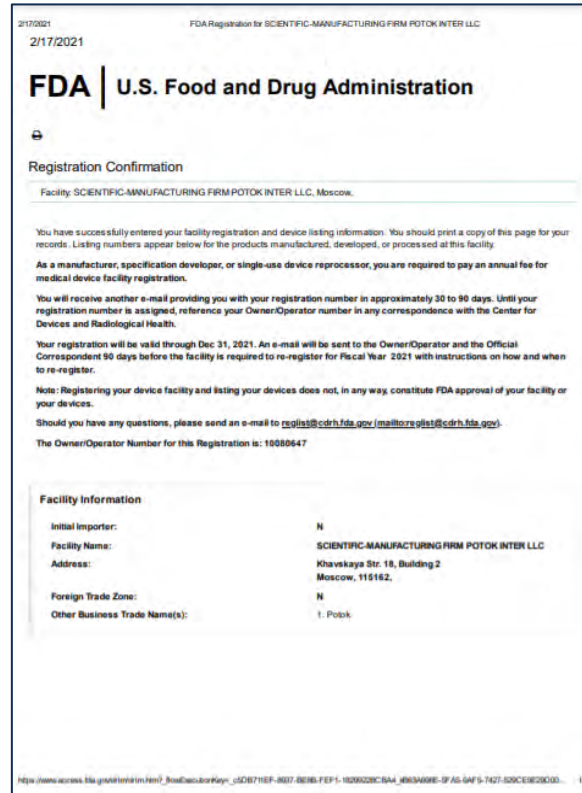 2/17/2021 FDA Registration for SCIENTIFIC-MANUFACTURING FIRM POTOK INTER LLC
2/17/2021
FDA U.S. Food and Drug Administration
Registration Confirmation
Facility: SCIENTIFIC-MANUFACTURING FIRM POTOK INTER LLC, Moscow,
You have successfully entered your facility registration and device listing information. You should print a copy of this page for your
records. Listing numbers appear below for the products manufactured, developed, or processed at this facility.
As a manufacturer, specification developer, or single-use device reprocessor, you are required to pay an annual fee for
medical device facility registration.
You will receive another e-mail providing you with your registration number in approximately 30 to 90 days. Until your
registration number is assigned, reference your Owner/Operator number in any correspondence with the Center for
Devices and Radiological Health.
Your registration will be valid through Dec 31, 2021. An e-mail will be sent to the Owner/Operator and the Official
Correspondent 90 days before the facility is required to re-register for Fiscal Year 2021 with instructions on how and when
to re-register.
Note: Registering your device facility and listing your devices does not, in any way, constitute FDA approval of your facility or
your devices.
Should you have any questions, please send an e-mail to reglist@cdrh.fda.gov (mailto:reglist@cdrh.fda.gov).
The Owner/Operator Number for this Registration is: 10080647
Facility Information
Initial Importer: N
Facility Name: SCIENTIFIC-MANUFACTURING FIRM POTOK INTER LLC
Address: Khavskaya Str. 18, Building 2
Moscow, 115162,
Foreign Trade Zone: N
Other Business Trade Name(s): 1. Potok